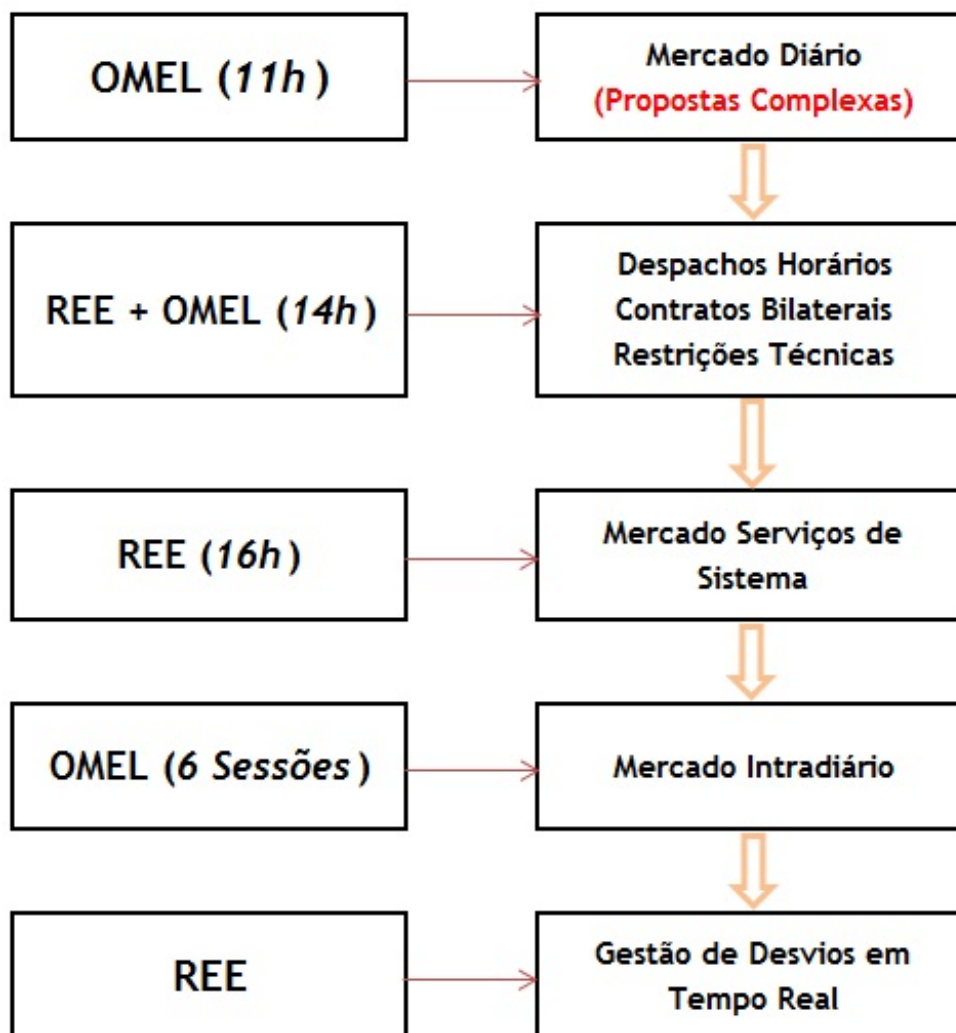 OMEL (11h)
Mercado Diário
(Propostas Complexas)
REE + OMEL (14h)
Despachos Horários
Contratos Bilaterais
Restrições Técnicas
REE (16h)
Mercado Serviços de
Sistema
OMEL (6 Sessões)
Mercado Intradiário
REE
Gestão de Desvios em
Tempo Real